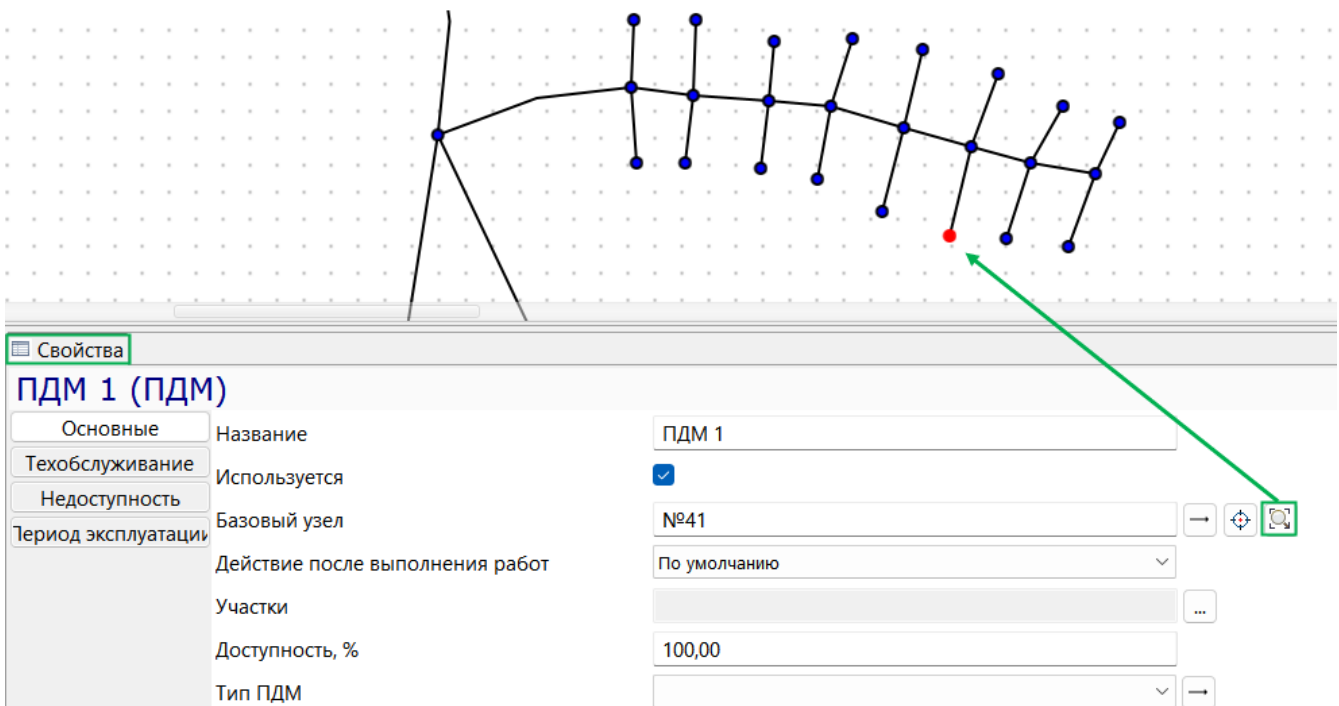 Свойства
ПДМ 1 (ПДМ)
Основные
Техобслуживание
Недоступность
Период эксплуатации
Название
ПДМ 1
Используется
Базовый узел
№41
Действие после выполнения работ
По умолчанию
Участки
...
Доступность, %
100,00
Тип ПДМ